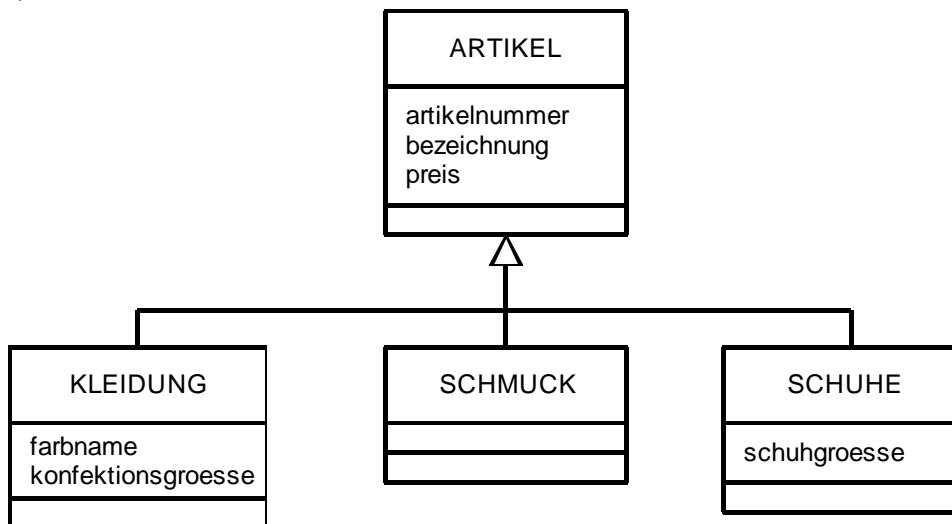 ARTIKEL
artikelnummer
bezeichnung
preis
KLEIDUNG
farbname
konfektionsgroesse
SCHMUCK
SCHUHE
schuhgroesse